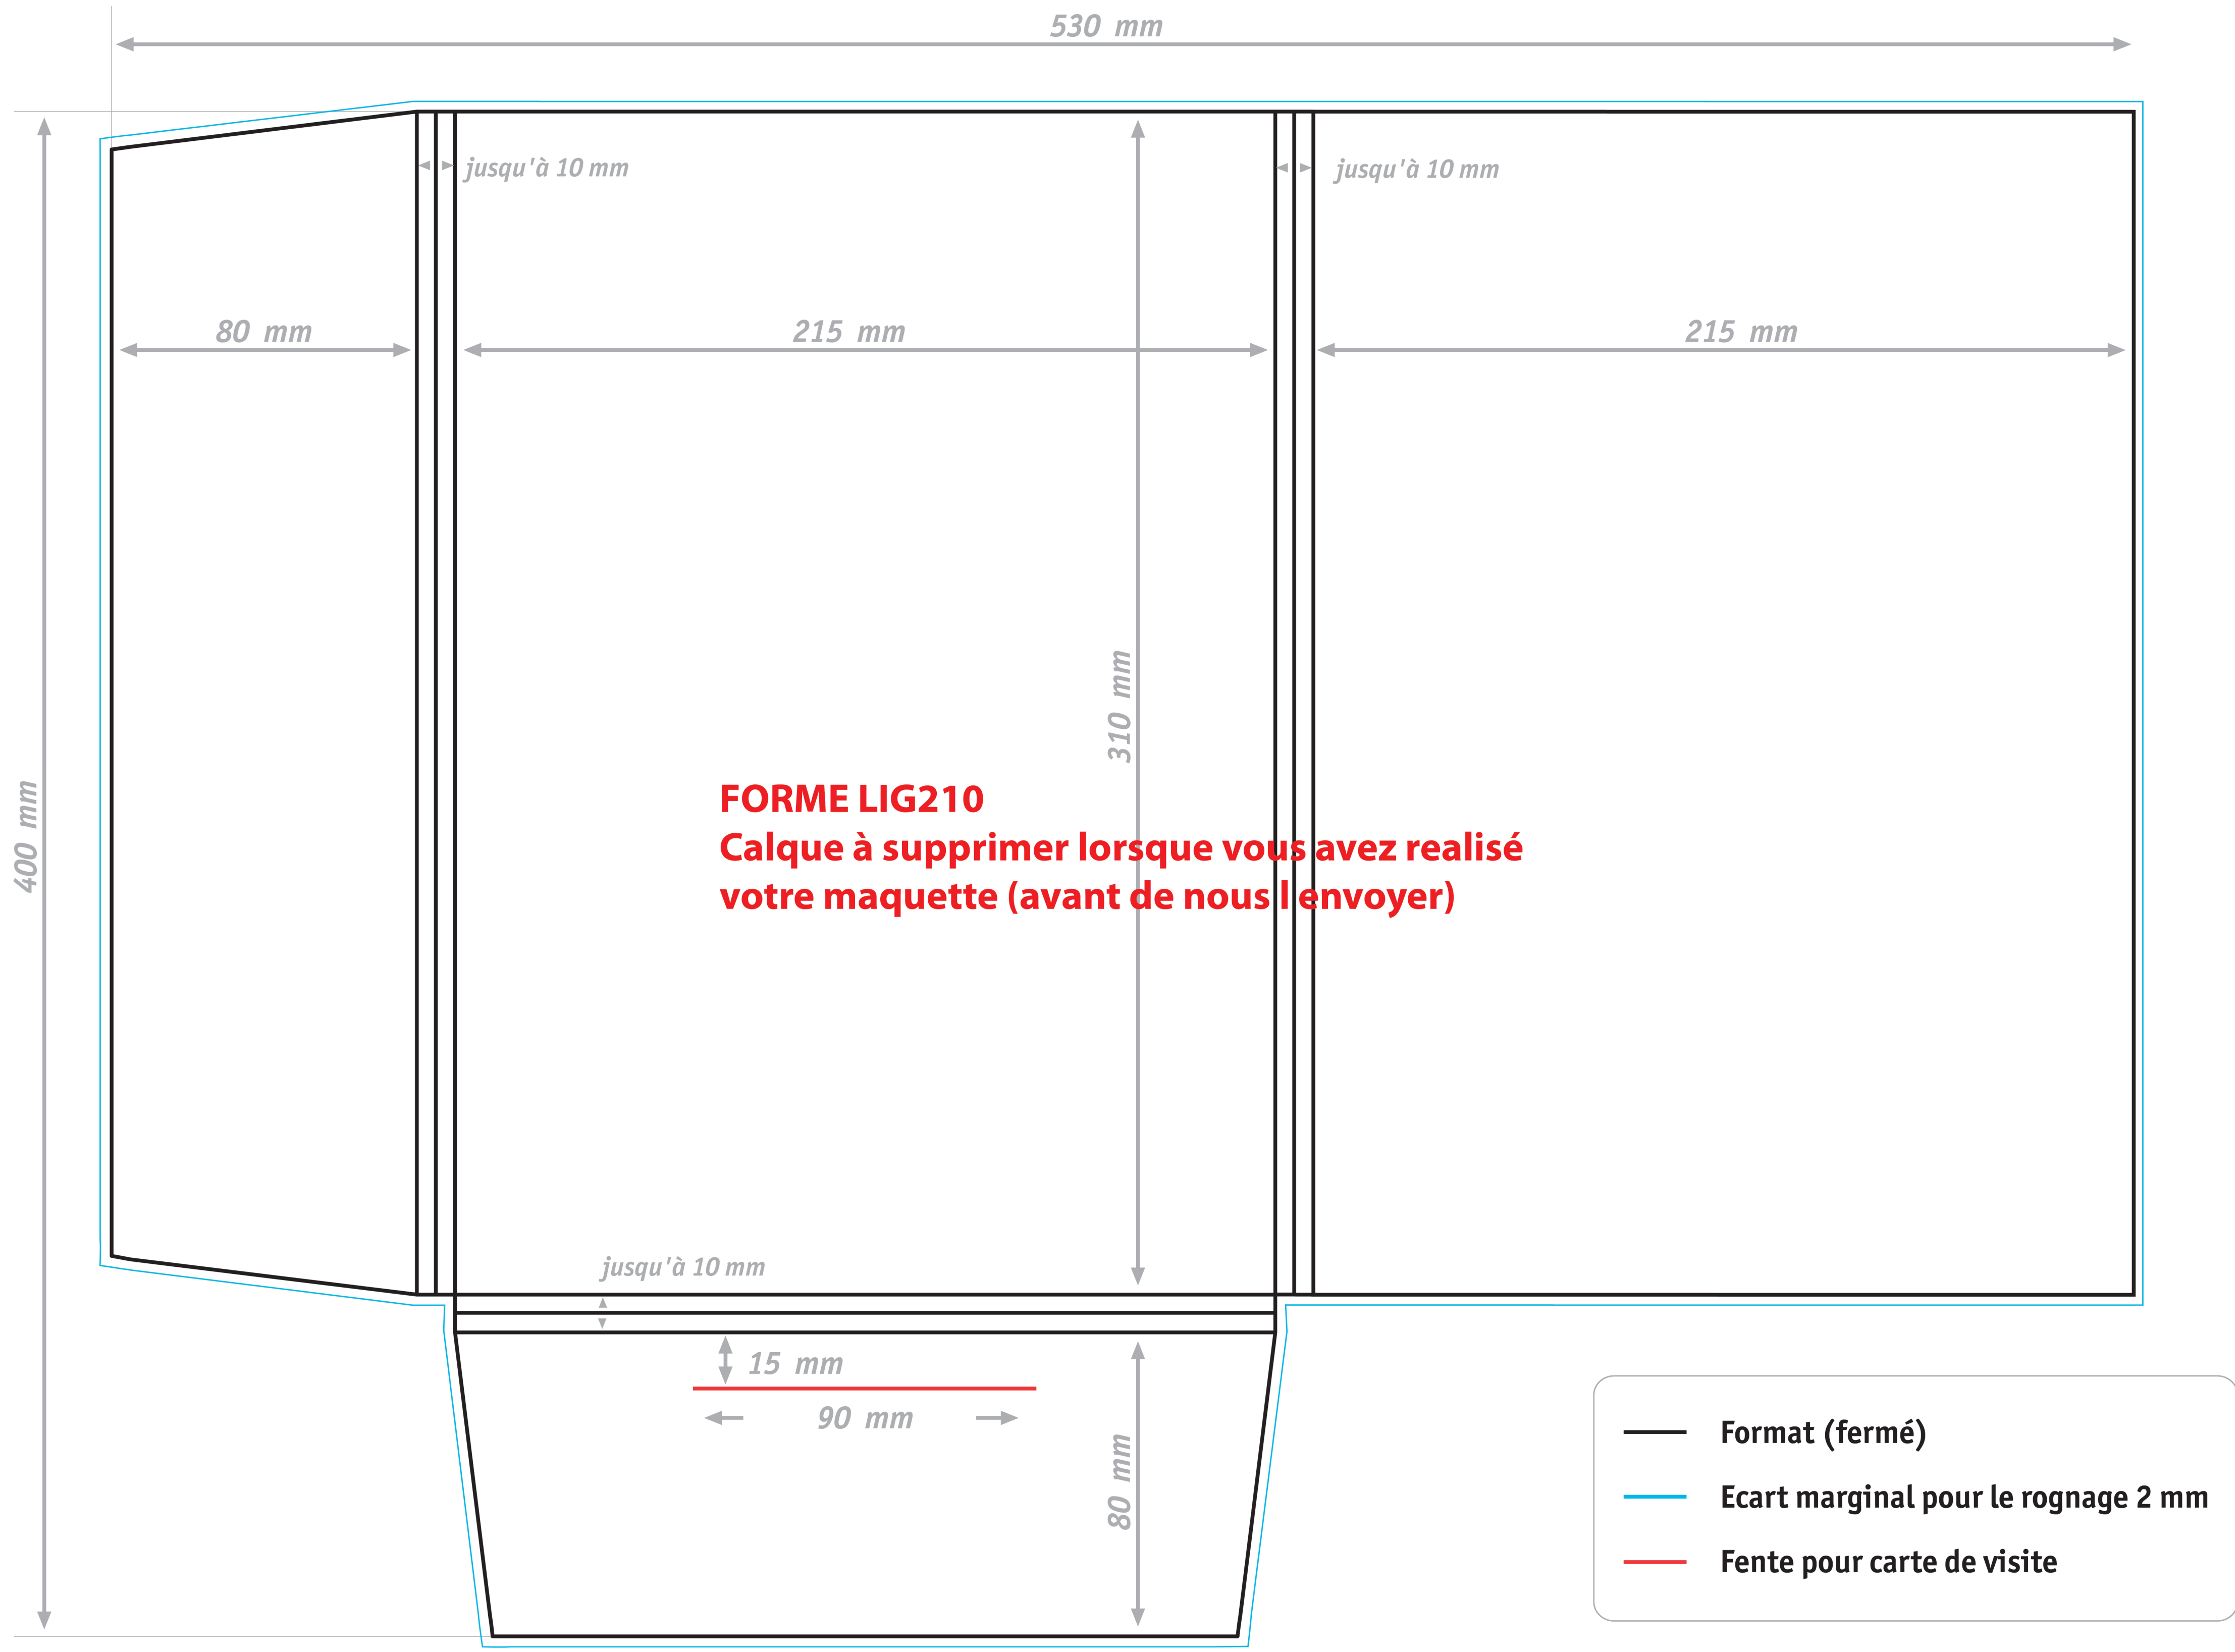 530 mm
jusqu'à 10 mm
jusqu'à 10 mm
80 mm
215 mm
215 mm
310 mm
400 mm
FORME LIG210
Calque à supprimer lorsque vous avez realisé
votre maquette (avant de nous l envoyer)
jusqu'à 10 mm
15 mm
90 mm
80 mm
Format (fermé)
Ecart marginal pour le rognage 2 mm
Fente pour carte de visite